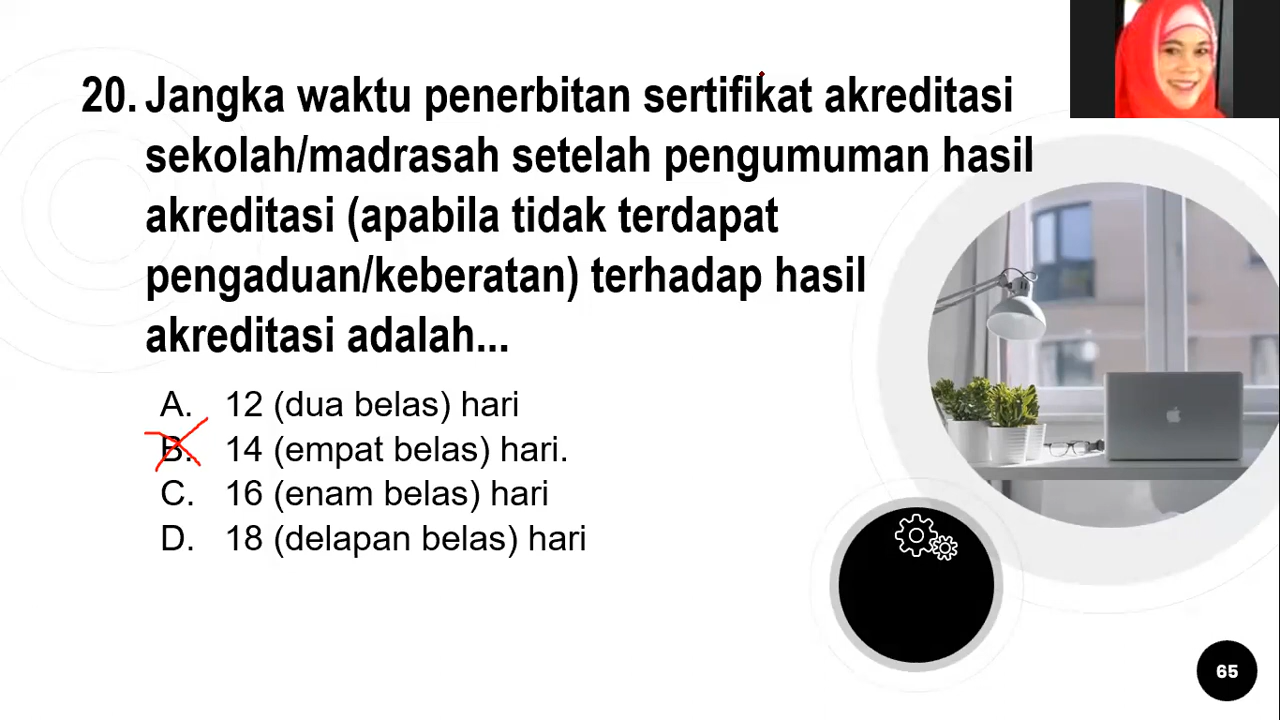 20. Jangka waktu penerbitan sertifikat akreditasi
sekolah/madrasah setelah pengumuman hasil
akreditasi (apabila tidak terdapat
pengaduan/keberatan) terhadap hasil
akreditasi adalah...
A. 12 (dua belas) hari
B. 14 (empat belas) hari.
C. 16 (enam belas) hari
D. 18 (delapan belas) hari
65